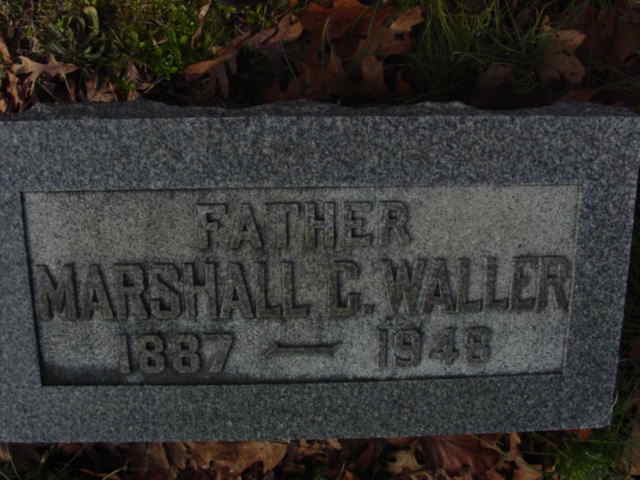 FATHER
MARSHALL C. WALLER
1887 — 1948